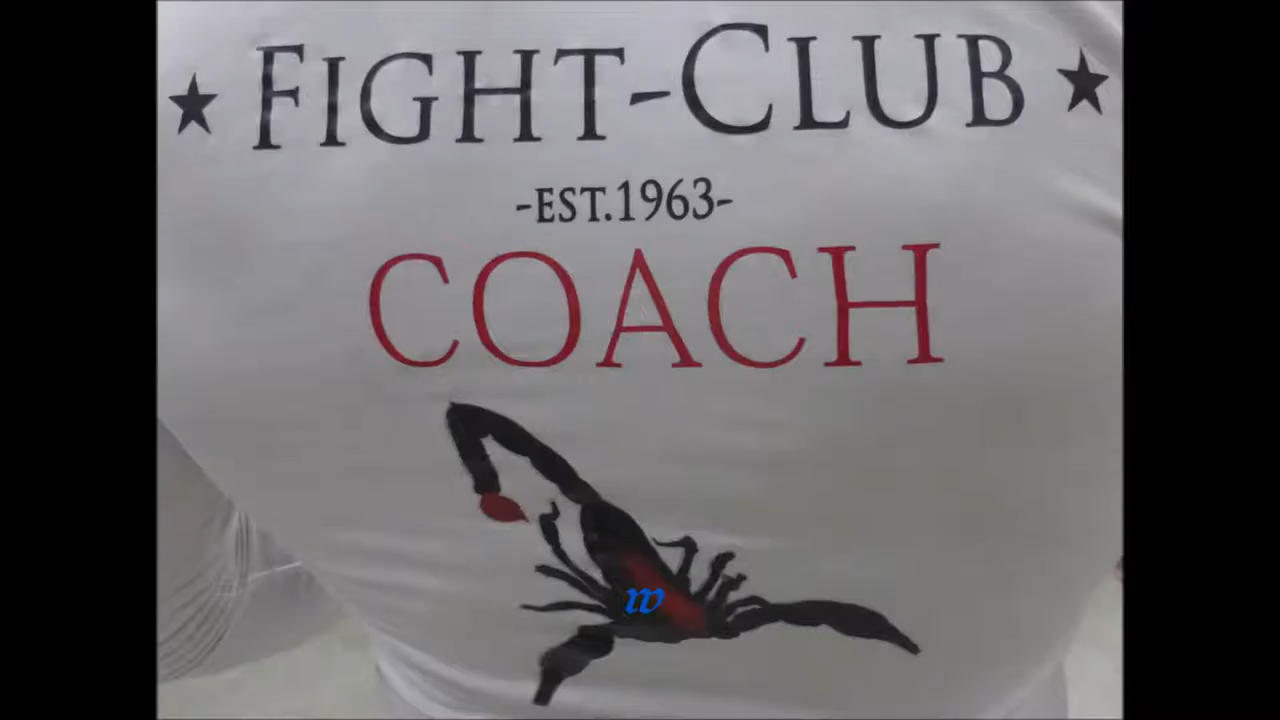 ★ FIGHT-CLUB ★
-EST.1963-
COACH
w